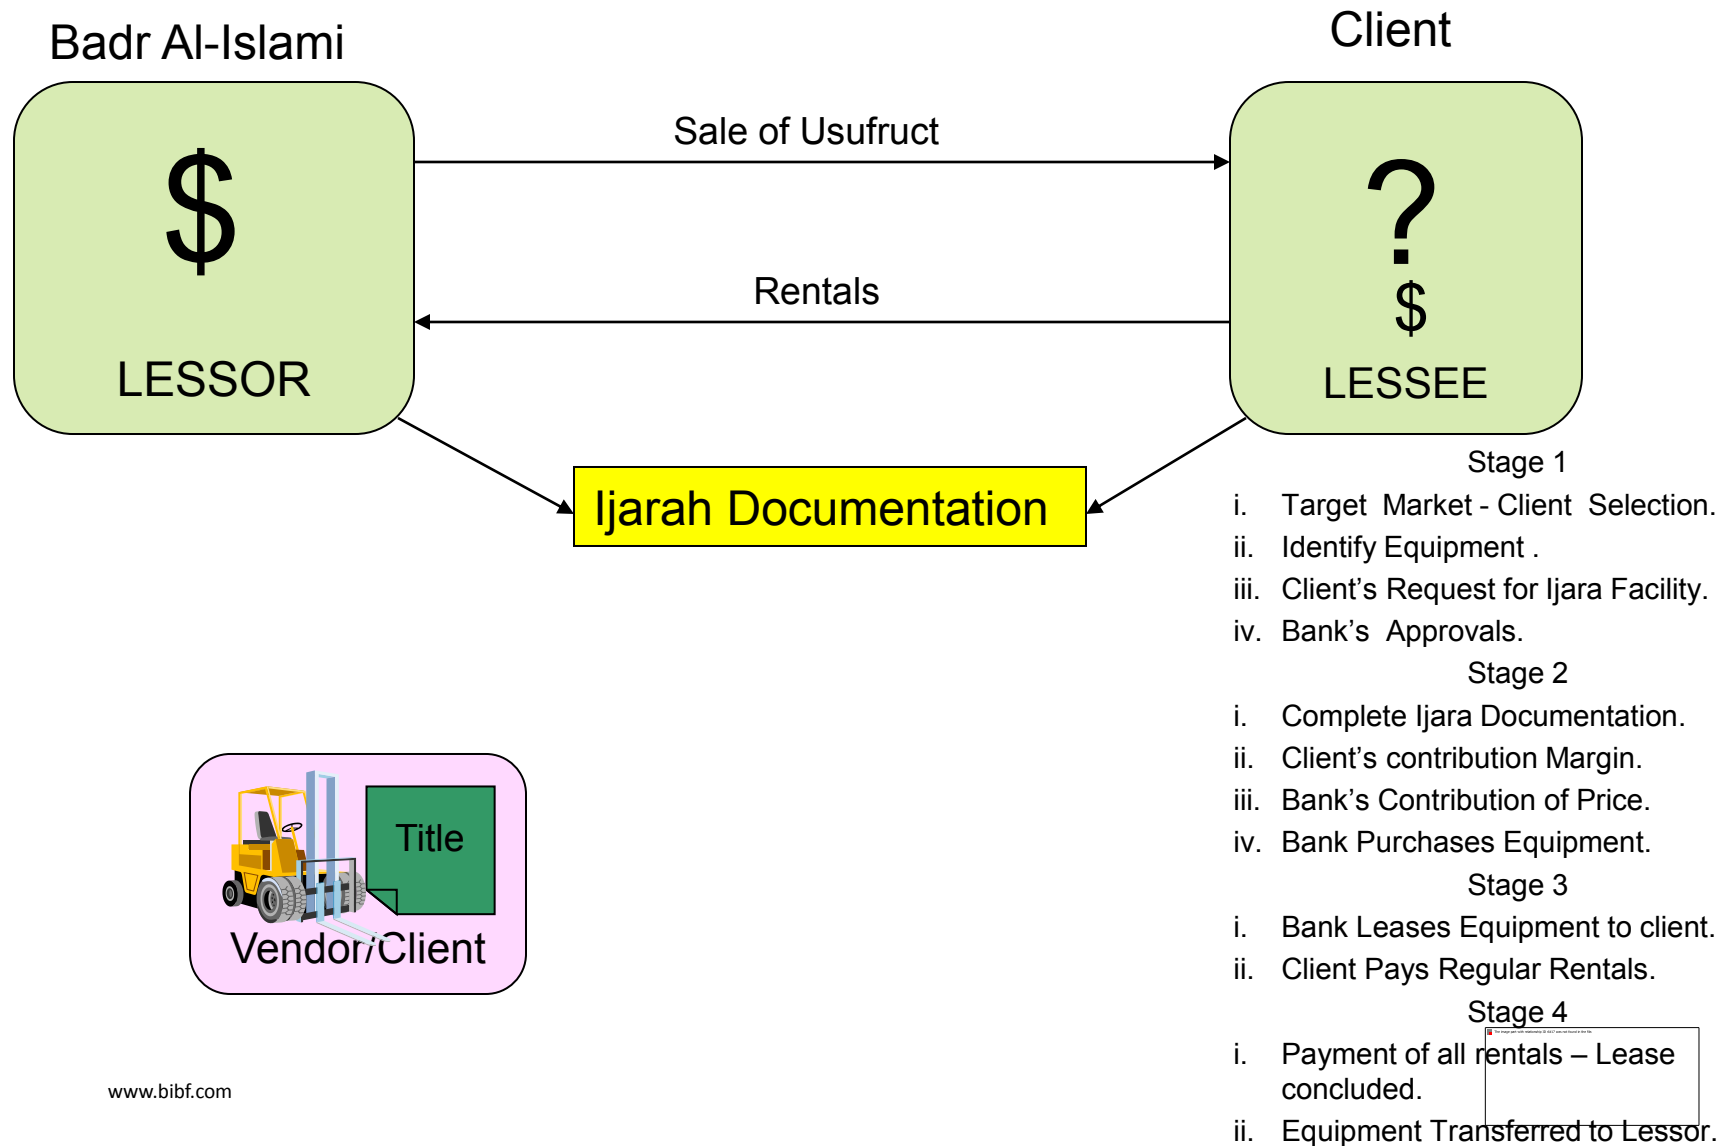 Badr Al-Islami
Client
$
?
$
Sale of Usufruct
Rentals
LESSOR
LESSEE
Ijarah Documentation
Title
Vendor/Client
Stage 1
i. Target Market - Client Selection.
ii. Identify Equipment .
iii. Client’s Request for Ijara Facility.
iv. Bank’s Approvals.
Stage 2
i. Complete Ijara Documentation.
ii. Client’s contribution Margin.
iii. Bank’s Contribution of Price.
iv. Bank Purchases Equipment.
Stage 3
i. Bank Leases Equipment to client.
ii. Client Pays Regular Rentals.
Stage 4
i. Payment of all rentals – Lease
concluded.
ii. Equipment Transferred to Lessor.
www.bibf.com